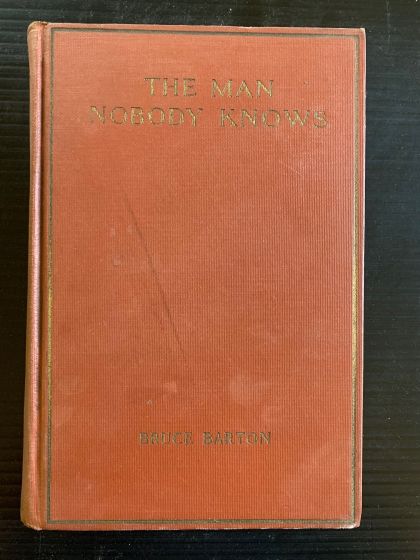 THE MAN
NOBODY KNOWS
BRUCE BARTON